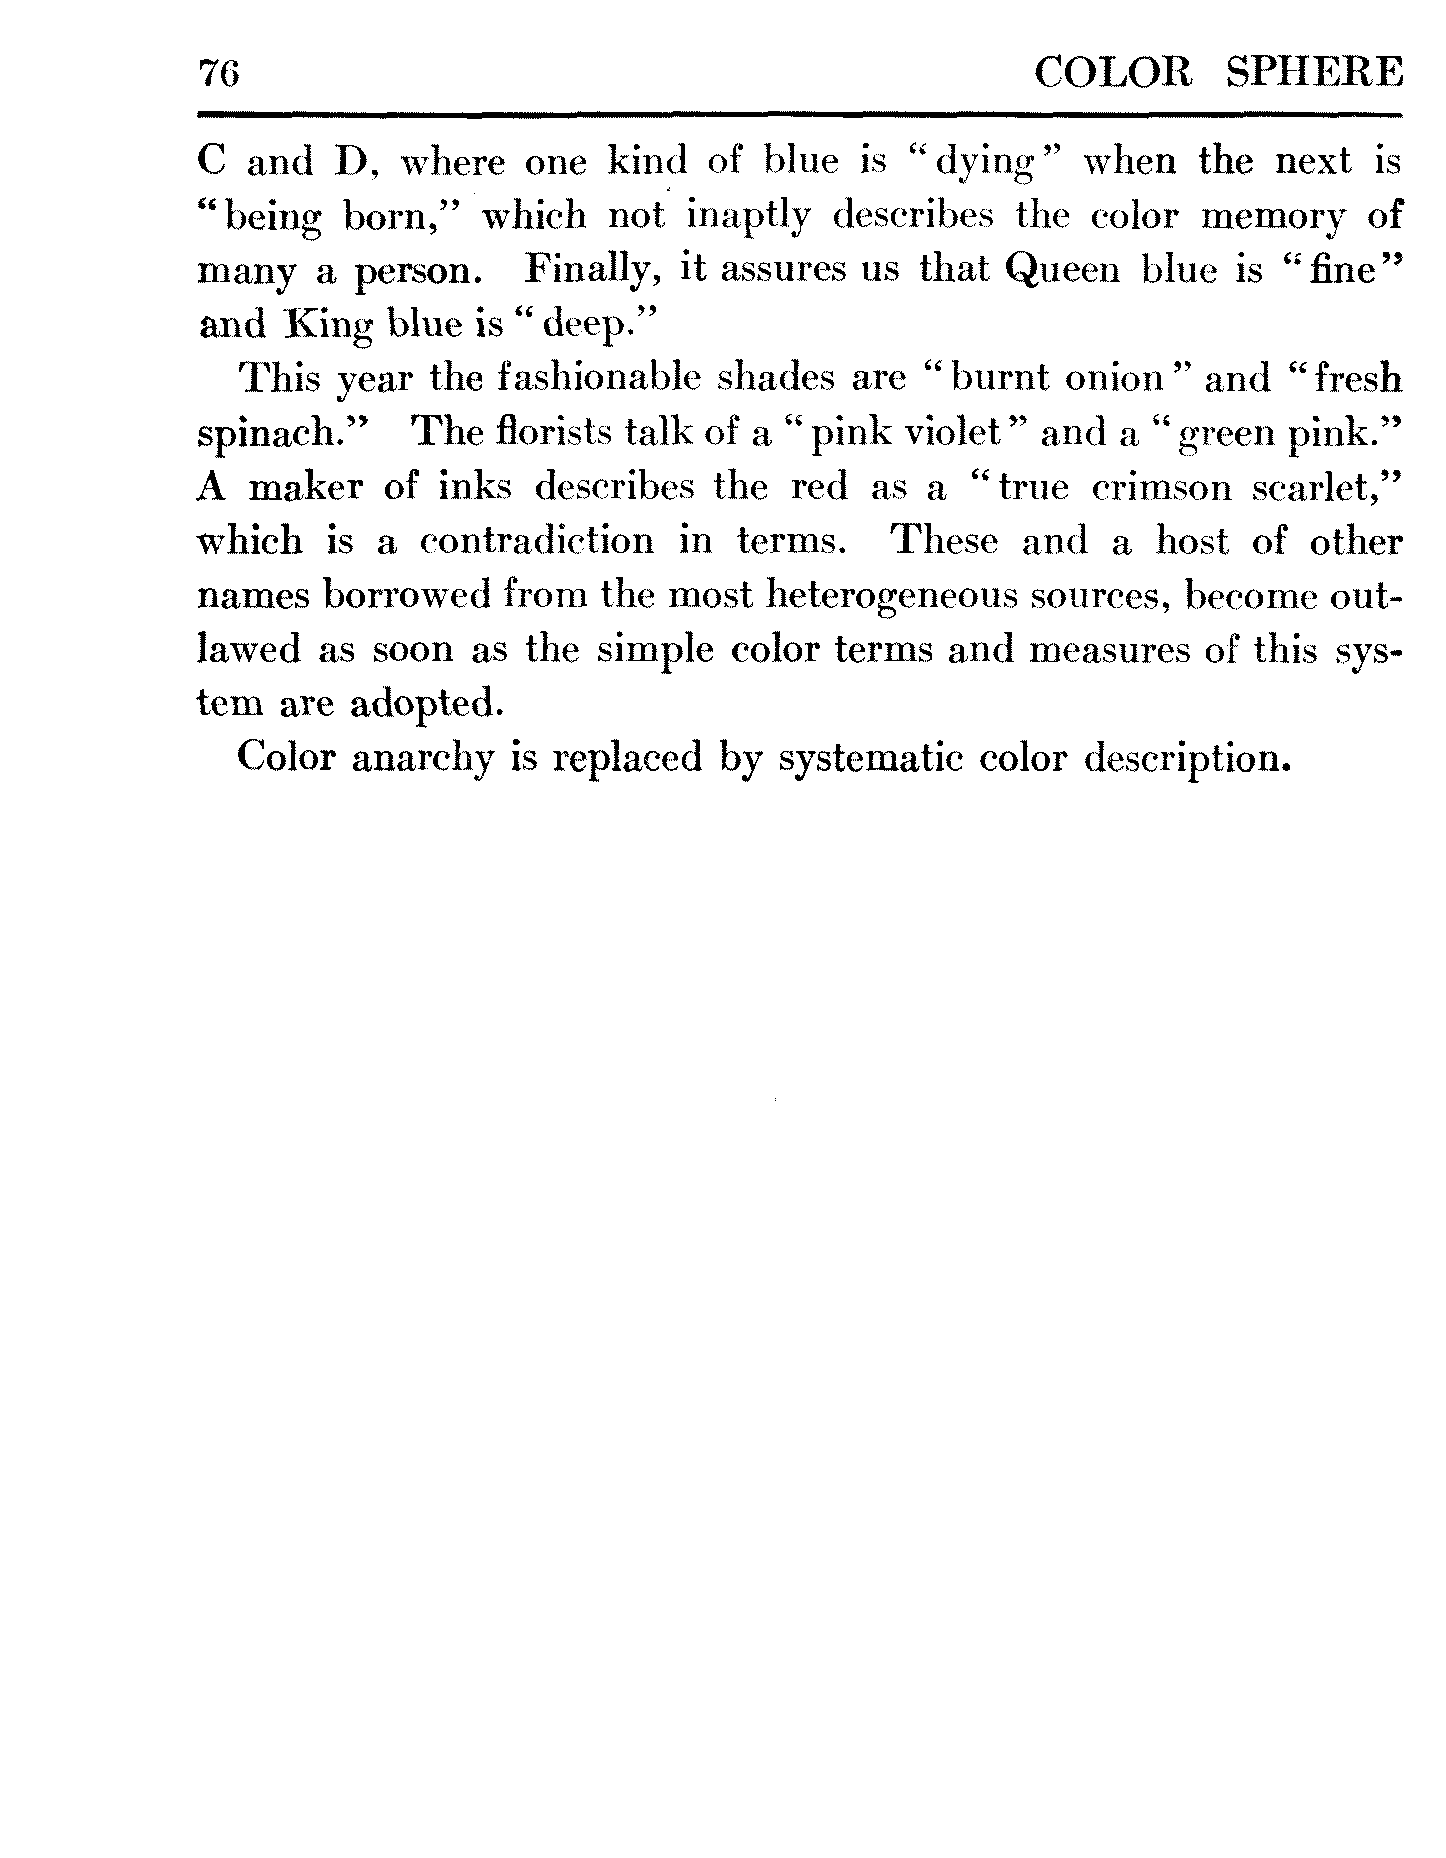 76 COLOR SPHERE
C and D, where one kind of blue is “dying” when the next is
“being born,” which not inaptly describes the color memory of
many a person. Finally, it assures us that Queen blue is “fine”
and King blue is “deep.”
This year the fashionable shades are “burnt onion” and “fresh
spinach.” The florists talk of a “pink violet” and a “green pink.”
A maker of inks describes the red as a “true crimson scarlet,”
which is a contradiction in terms. These and a host of other
names borrowed from the most heterogeneous sources, become out-
lawed as soon as the simple color terms and measures of this sys-
tem are adopted.
Color anarchy is replaced by systematic color description.